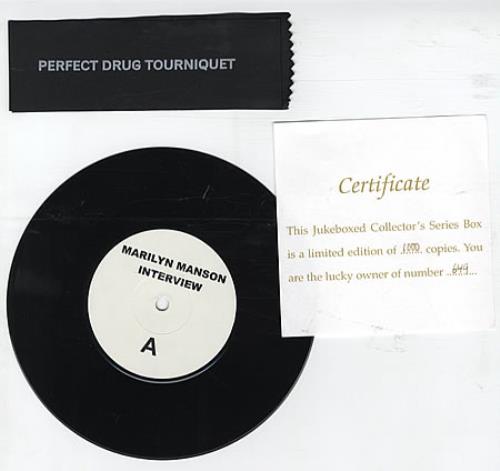 PERFECT DRUG TOURNIQUET
MARILYN MANSON
INTERVIEW
A
Certificate
This Jukeboxed Collector's Series Box
is a limited edition of 1000 copies. You
are the lucky owner of number ..649...